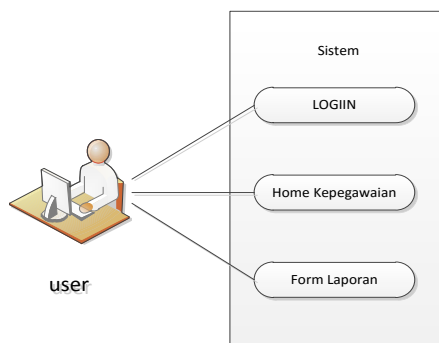 Sistem
LOGIIN
Home Kepegawaian
Form Laporan
user